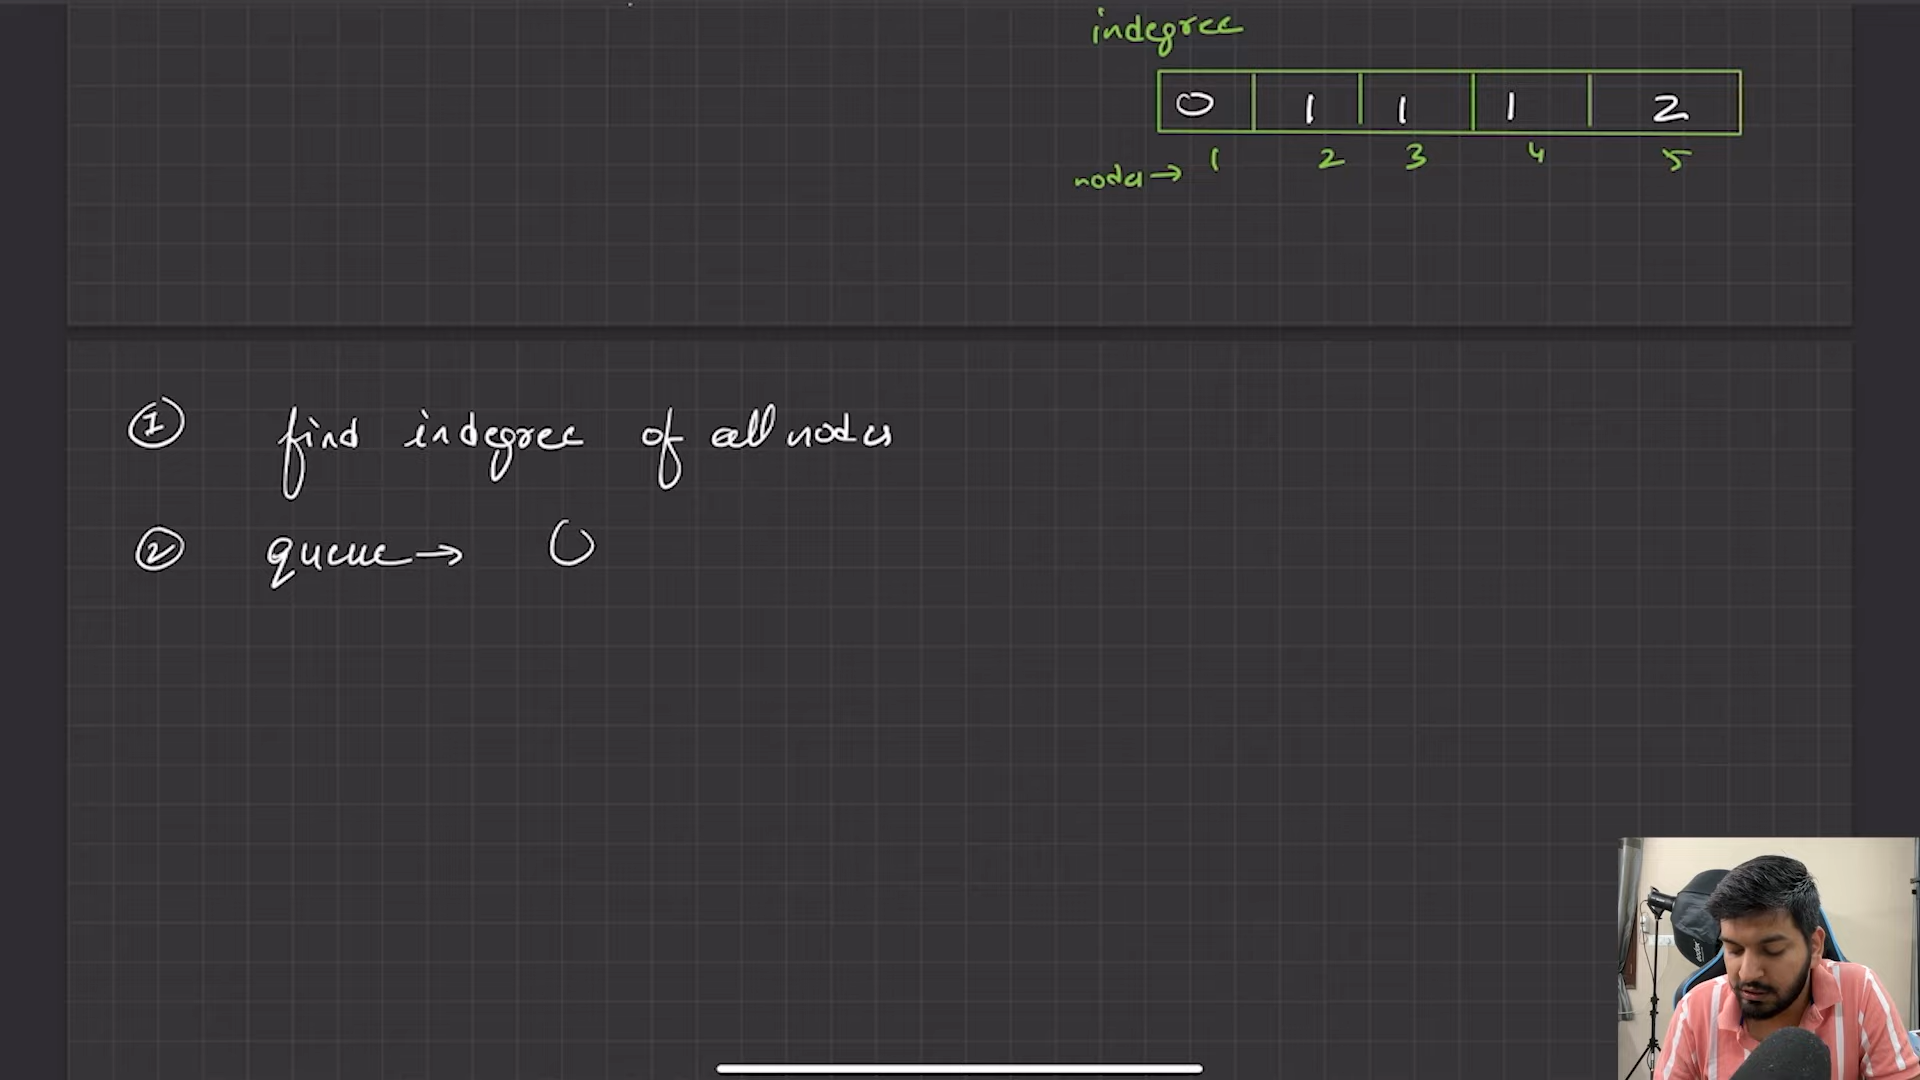 indegree
0 1 1 1 2
nodes → 1 2 3 4 5
① find indegree of all nodes
② queue → 0